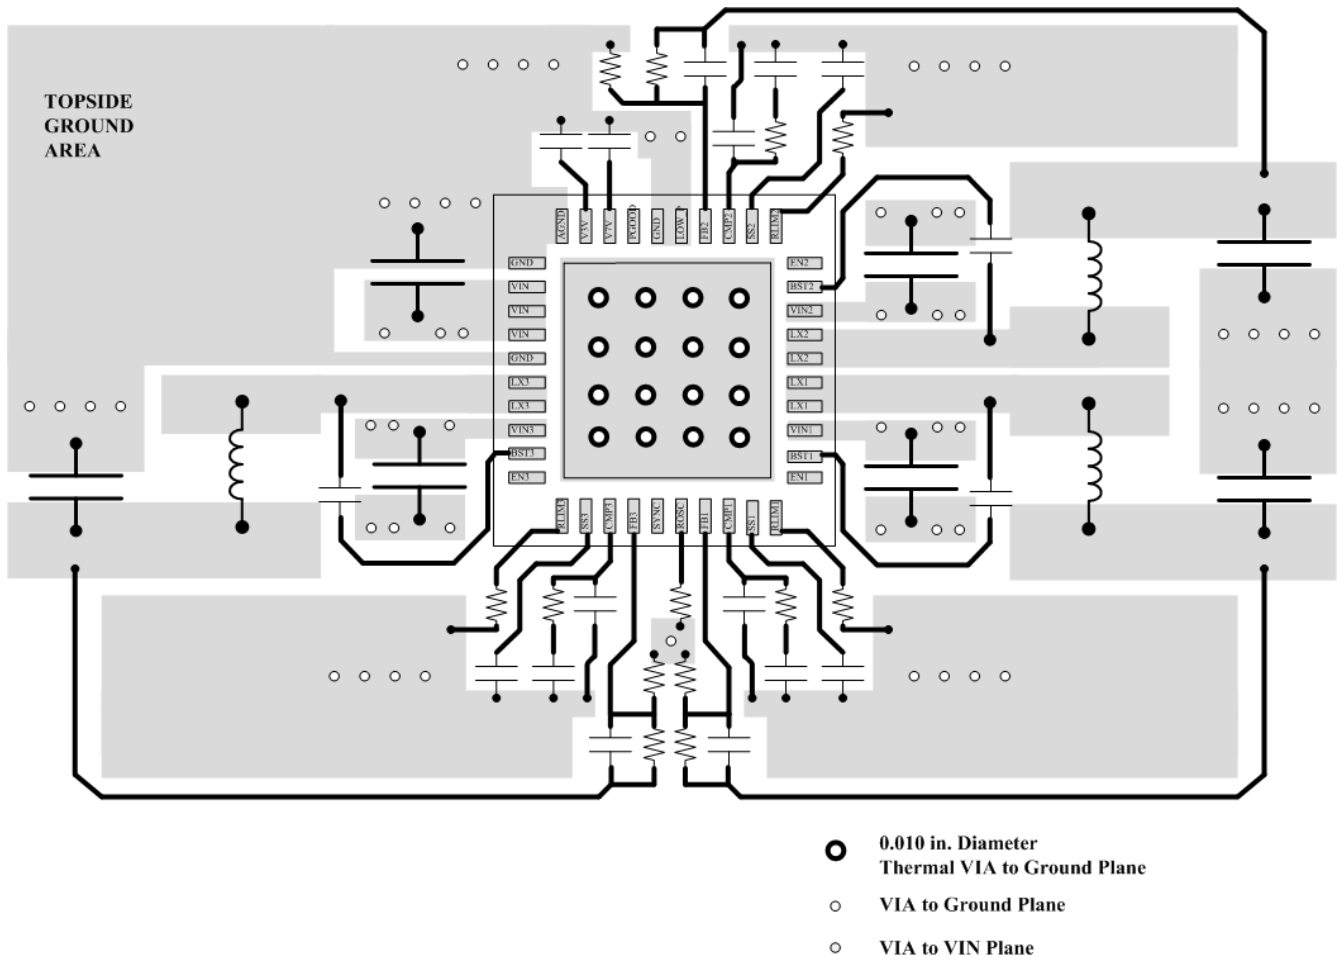 TOPSIDE
GROUND
AREA
AGND
V3V
V7V
PGOOD
GND
LOW_P
FB2
CMP2
SS2
RLIM2
GND
VIN
VIN
VIN
GND
LX3
LX3
VIN3
BST3
EN3
EN2
BST2
VIN2
LX2
LX2
LX1
LX1
VIN1
BST1
EN1
RLIM3
SS3
CMP3
FB3
SYNC
ROSC
FB1
CMP1
SS1
RLIM1
0.010 in. Diameter
Thermal VIA to Ground Plane
VIA to Ground Plane
VIA to VIN Plane